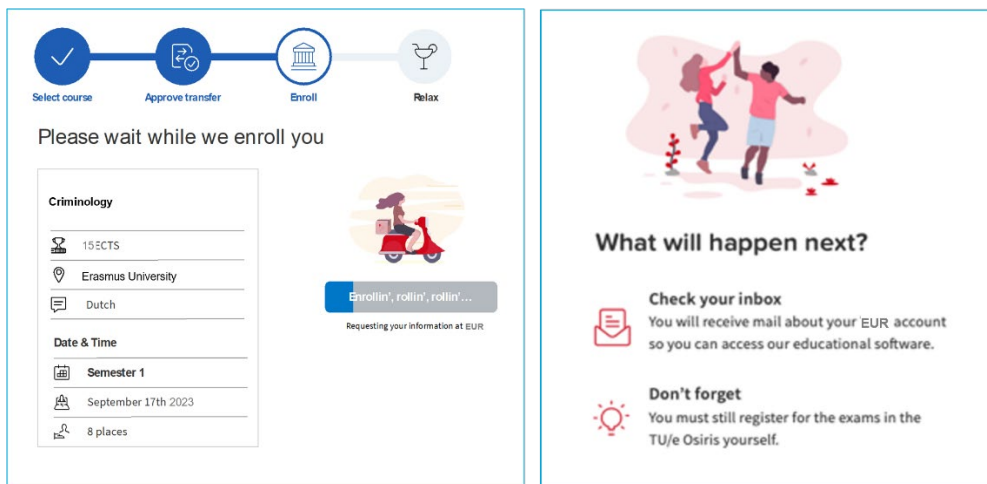 Select course
Approve transfer
Enroll
Relax
Please wait while we enroll you
Criminology
15ECTS
Erasmus University
Dutch
Date & Time
Semester 1
September 17th 2023
8 places
Enrollin', rollin', rollin'...
Requesting your information at EUR
What will happen next?
Check your inbox
You will receive mail about your EUR account
so you can access our educational software.
Don't forget
You must still register for the exams in the
TU/e Osiris yourself.